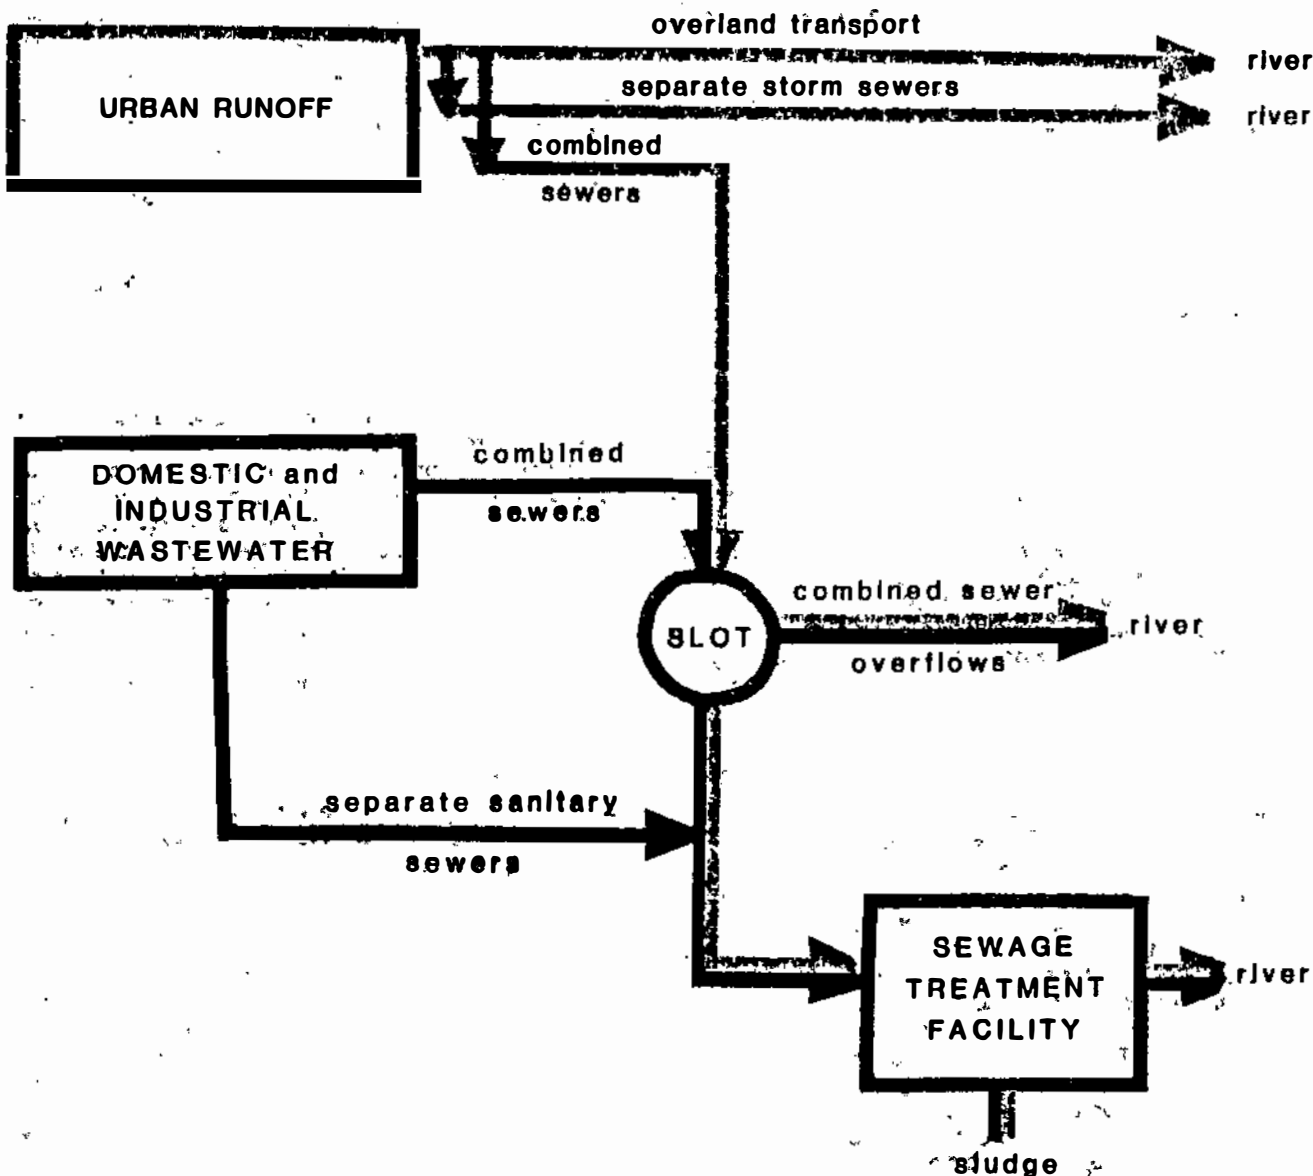 overland transport
river
URBAN RUNOFF
separate storm sewers
river
combined
sewers
DOMESTIC and
INDUSTRIAL
WASTEWATER
combined
sewers
SLOT
combined sewer
overflows
river
separate sanitary
sewers
SEWAGE
TREATMENT
FACILITY
river
sludge